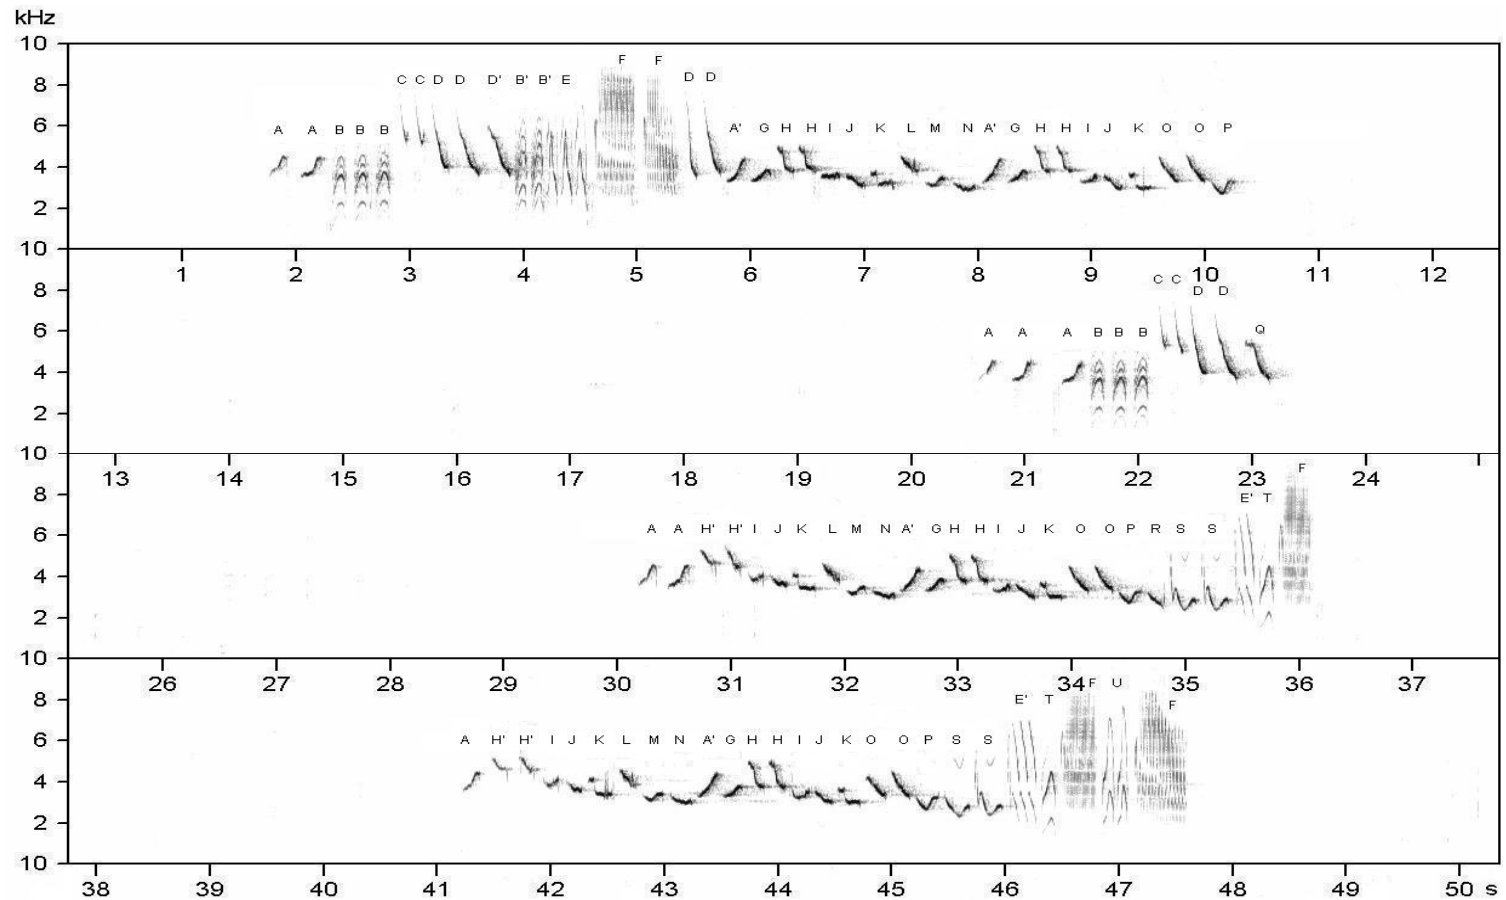 kHz
10
F F
C C D D D' B' B' E D D
8
A A B B B A' G H H I J K L M N A' G H H I J K O O P
6
4
2
10
1 2 3 4 5 6 7 8 9 10 11 12
C C
8 D D
A A A B B B Q
6
4
2
10
13 14 15 16 17 18 19 20 21 22 23 24
F
8 E' T
A A H' H' I J K L M N A' G H H I J K O O P R S S
6
4
2
10
26 27 28 29 30 31 32 33 34 35 36 37
F U
8 E' T F
A H' H' I J K L M N A' G H H I J K O O P S S
6
4
2
10
38 39 40 41 42 43 44 45 46 47 48 49 50 s